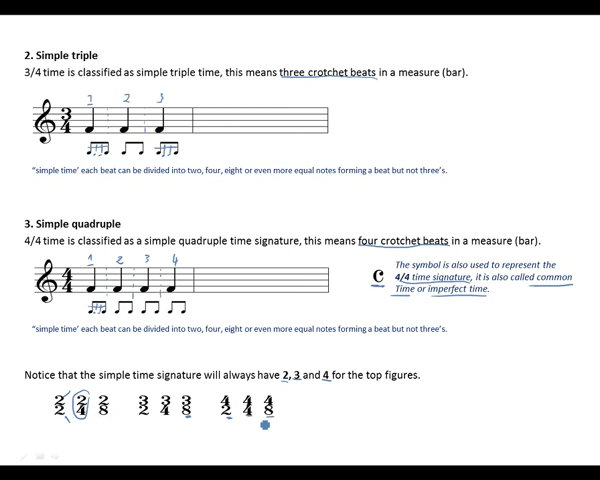 2. Simple triple
3/4 time is classified as simple triple time, this means three crotchet beats in a measure (bar).
1 2 3
3
4
"simple time' each beat can be divided into two, four, eight or even more equal notes forming a beat but not three's.
3. Simple quadruple
4/4 time is classified as a simple quadruple time signature, this means four crotchet beats in a measure (bar).
1 2 3 4
4
4
C
The symbol is also used to represent the
4/4 time signature, it is also called common
Time or imperfect time.
"simple time' each beat can be divided into two, four, eight or even more equal notes forming a beat but not three's.
Notice that the simple time signature will always have 2, 3 and 4 for the top figures.
2 2 2 3 3 3 4 4 4
2 4 8 2 4 8 2 4 8